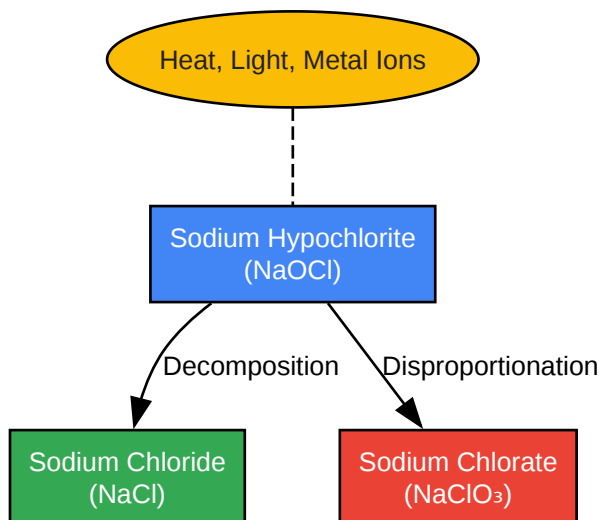 Heat, Light, Metal Ions
Sodium Hypochlorite
(NaOCl)
Decomposition
Disproportionation
Sodium Chloride
(NaCl)
Sodium Chlorate
(NaClO₃)